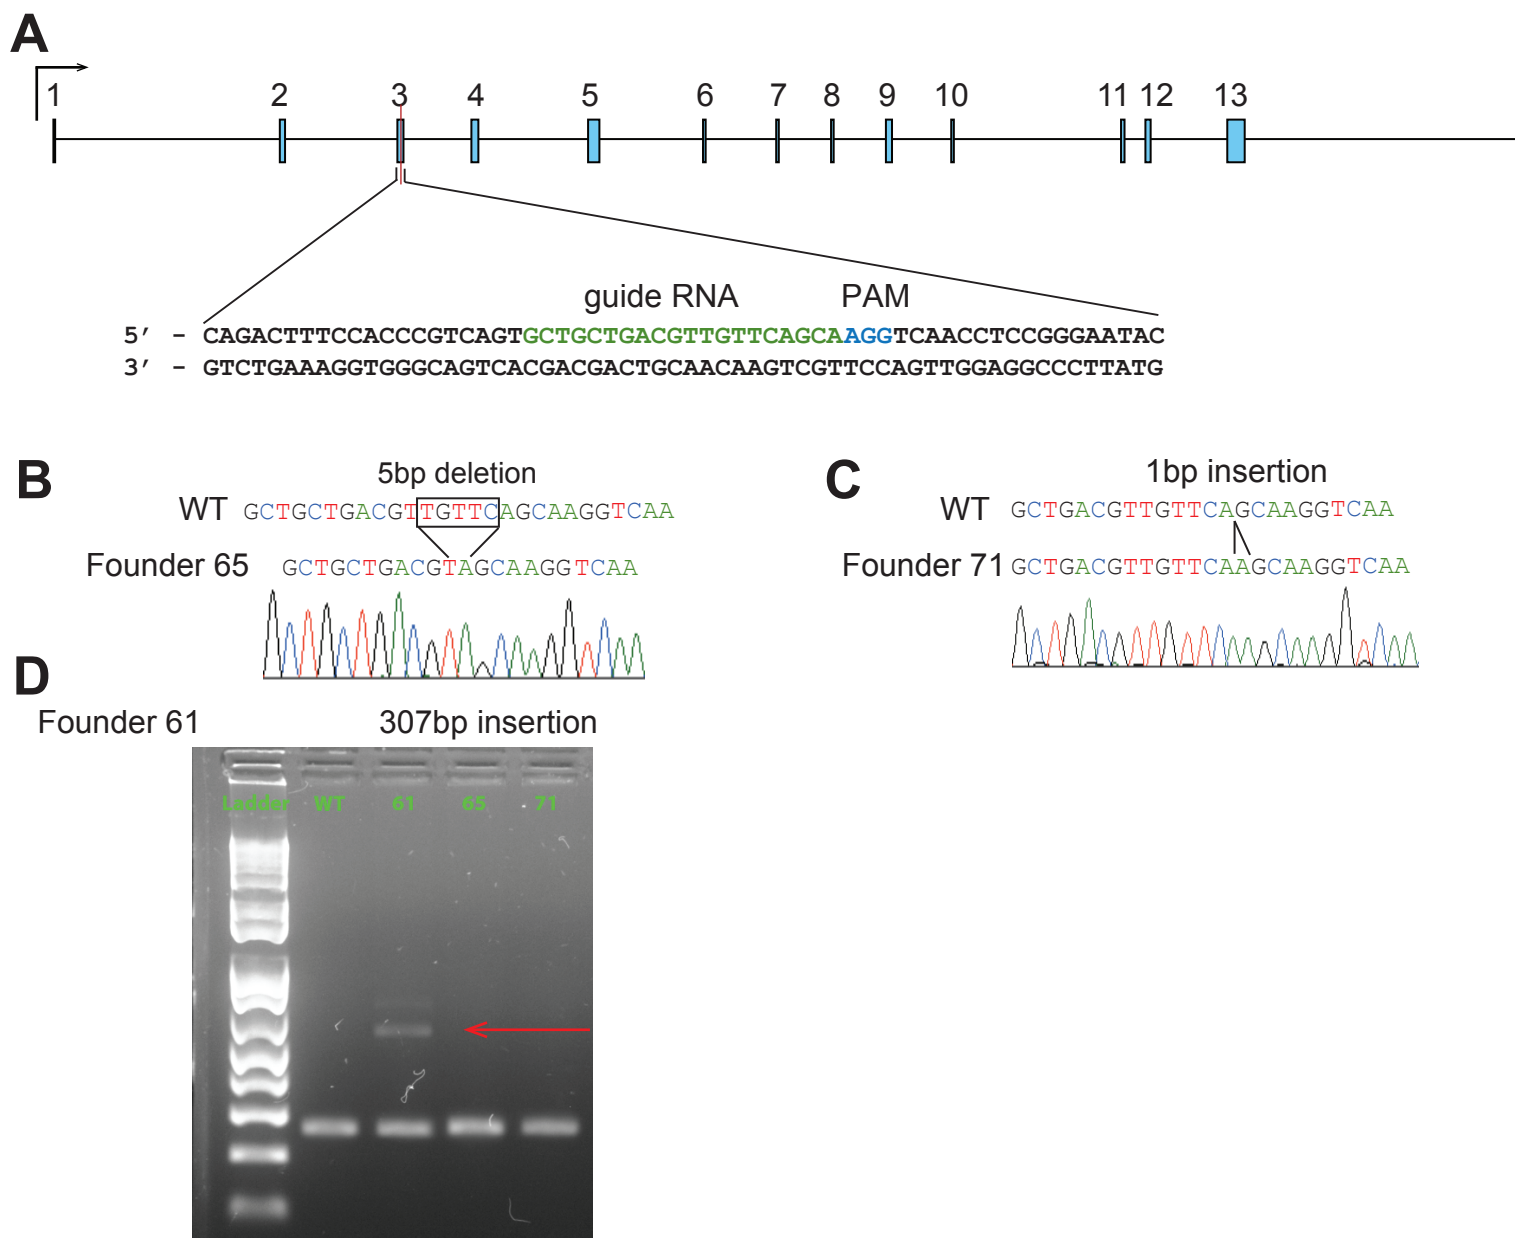 A
1 2 3 4 5 6 7 8 9 10 11 12 13
guide RNA PAM
5′ - CAGACTTTCCACCCGTCAGTGCTGCTGACGTTGTTCAGCAAGGTCAACCTCCGGGAATAC
3′ - GTCTGAAAGGTGGGCAGTCACGACGACTGCAACAAGTCGTTCCAGTTGGAGGCCCTTATG
B
5bp deletion
WT GCTGCTGACGTTGTTCAGCAAGGTCAA
Founder 65 GCTGCTGACGTAGCAAGGTCAA
C
1bp insertion
WT GCTGACGTTGTTCAGCAAGGTCAA
Founder 71 GCTGACGTTGTTCAAGCAAGGTCAA
D
Founder 61 307bp insertion
Ladder WT 61 65 71